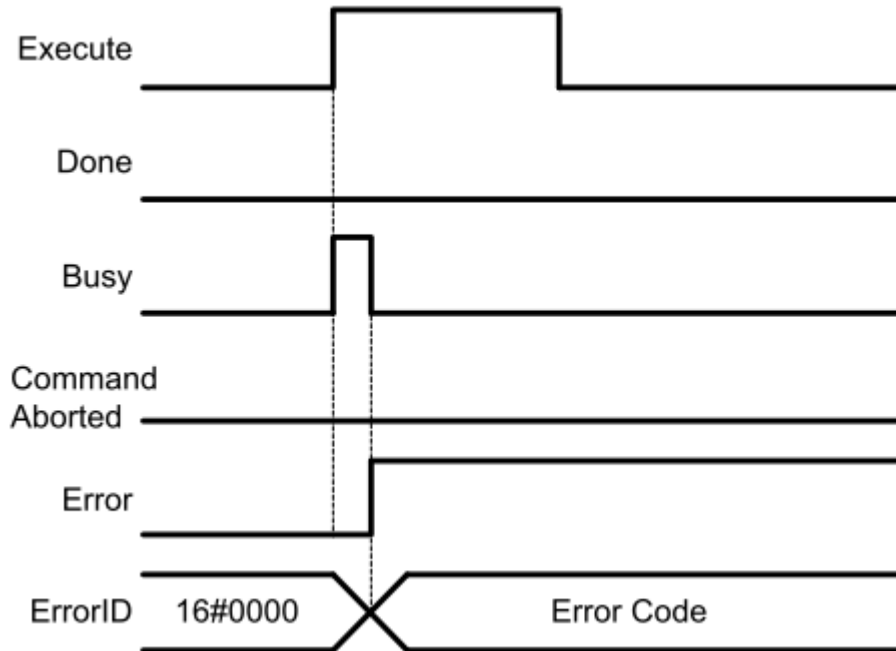 Execute
Done
Busy
Command
Aborted
Error
ErrorID 16#0000 Error Code